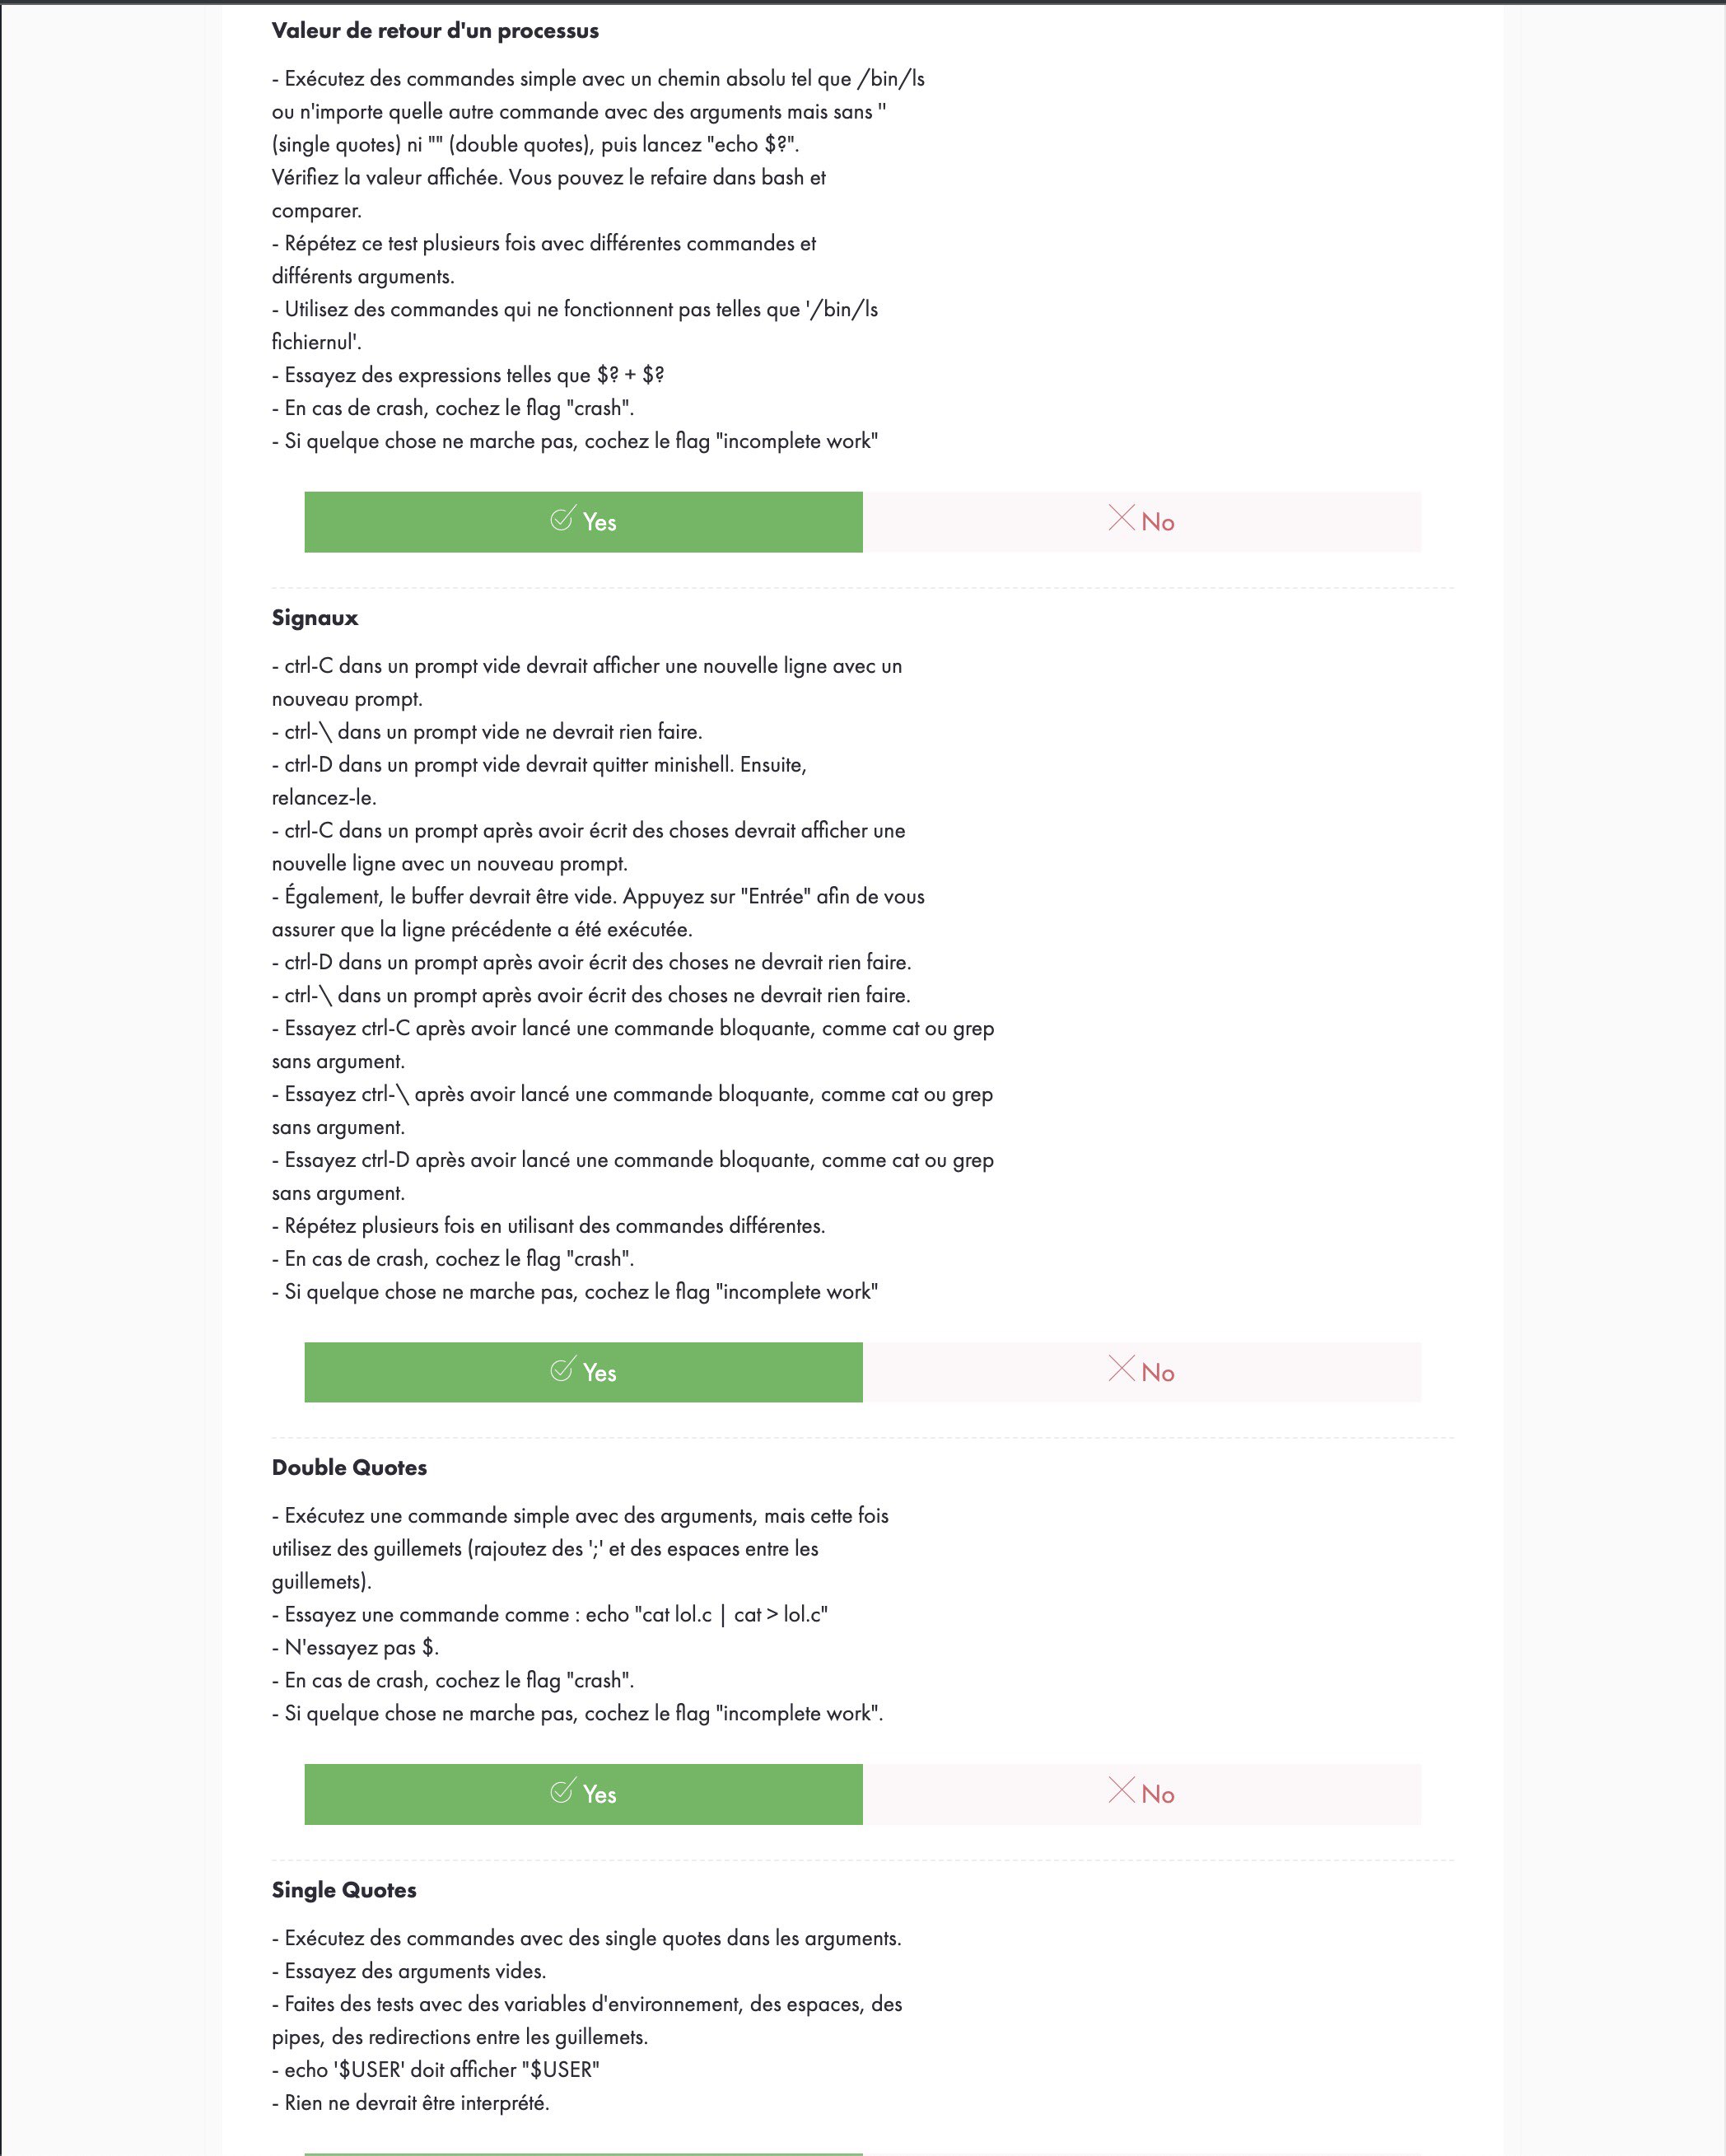 Valeur de retour d'un processus
- Exécutez des commandes simple avec un chemin absolu tel que /bin/ls
ou n'importe quelle autre commande avec des arguments mais sans ''
(single quotes) ni "" (double quotes), puis lancez "echo $?".
Vérifiez la valeur affichée. Vous pouvez le refaire dans bash et
comparer.
- Répétez ce test plusieurs fois avec différentes commandes et
différents arguments.
- Utilisez des commandes qui ne fonctionnent pas telles que '/bin/ls
fichiernul'.
- Essayez des expressions telles que $? + $?
- En cas de crash, cochez le flag "crash".
- Si quelque chose ne marche pas, cochez le flag "incomplete work"
Yes
No
Signaux
- ctrl-C dans un prompt vide devrait afficher une nouvelle ligne avec un
nouveau prompt.
- ctrl-\ dans un prompt vide ne devrait rien faire.
- ctrl-D dans un prompt vide devrait quitter minishell. Ensuite,
relancez-le.
- ctrl-C dans un prompt après avoir écrit des choses devrait afficher une
nouvelle ligne avec un nouveau prompt.
- Également, le buffer devrait être vide. Appuyez sur "Entrée" afin de vous
assurer que la ligne précédente a été exécutée.
- ctrl-D dans un prompt après avoir écrit des choses ne devrait rien faire.
- ctrl-\ dans un prompt après avoir écrit des choses ne devrait rien faire.
- Essayez ctrl-C après avoir lancé une commande bloquante, comme cat ou grep
sans argument.
- Essayez ctrl-\ après avoir lancé une commande bloquante, comme cat ou grep
sans argument.
- Essayez ctrl-D après avoir lancé une commande bloquante, comme cat ou grep
sans argument.
- Répétez plusieurs fois en utilisant des commandes différentes.
- En cas de crash, cochez le flag "crash".
- Si quelque chose ne marche pas, cochez le flag "incomplete work"
Yes
No
Double Quotes
- Exécutez une commande simple avec des arguments, mais cette fois
utilisez des guillemets (rajoutez des ';' et des espaces entre les
guillemets).
- Essayez une commande comme : echo "cat lol.c | cat > lol.c"
- N'essayez pas $.
- En cas de crash, cochez le flag "crash".
- Si quelque chose ne marche pas, cochez le flag "incomplete work".
Yes
No
Single Quotes
- Exécutez des commandes avec des single quotes dans les arguments.
- Essayez des arguments vides.
- Faites des tests avec des variables d'environnement, des espaces, des
pipes, des redirections entre les guillemets.
- echo '$USER' doit afficher "$USER"
- Rien ne devrait être interprété.